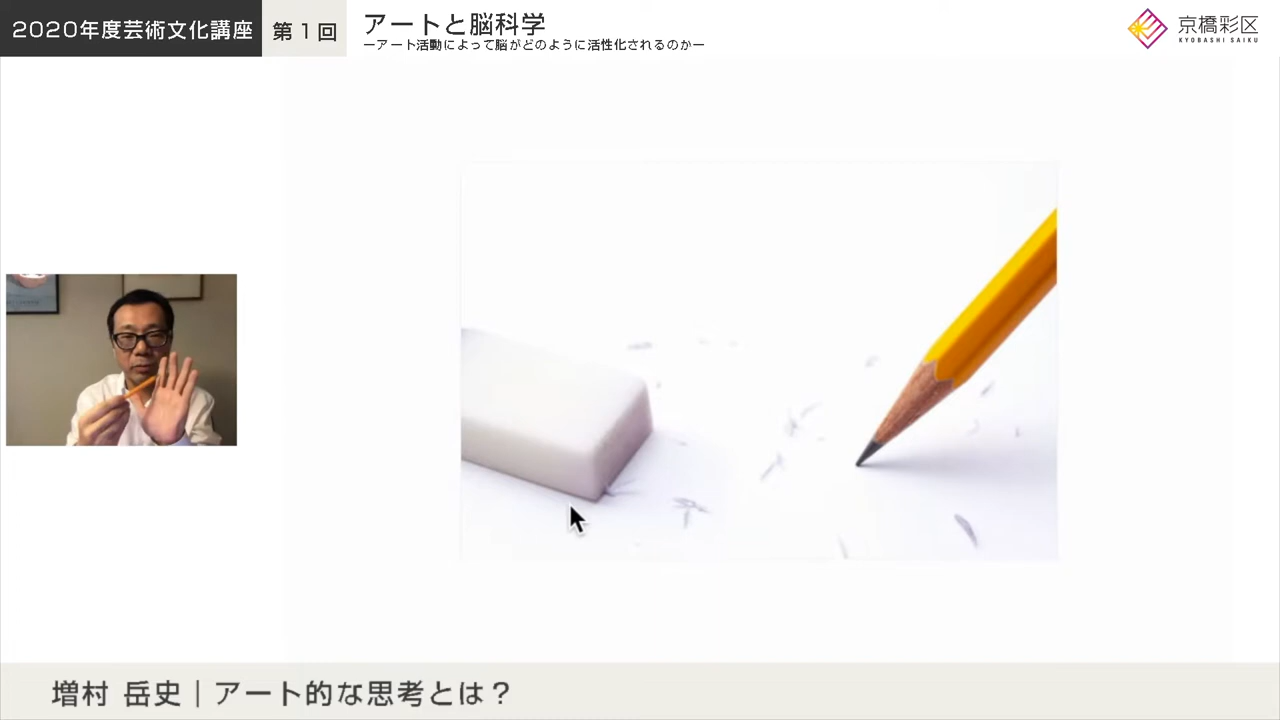 2020年度芸術文化講座
第1回
アートと脳科学
ーアート活動によって脳がどのように活性化されるのかー
京橋彩区
KYOBASHI SAIKU
増村 岳史｜アート的な思考とは？